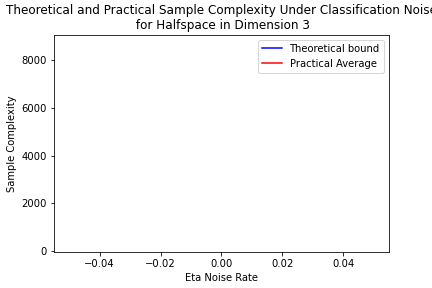 Theoretical and Practical Sample Complexity Under Classification Noise
for Halfspace in Dimension 3
Theoretical bound
Practical Average
8000
6000
4000
2000
0
Sample Complexity
−0.04
−0.02
0.00
0.02
0.04
Eta Noise Rate